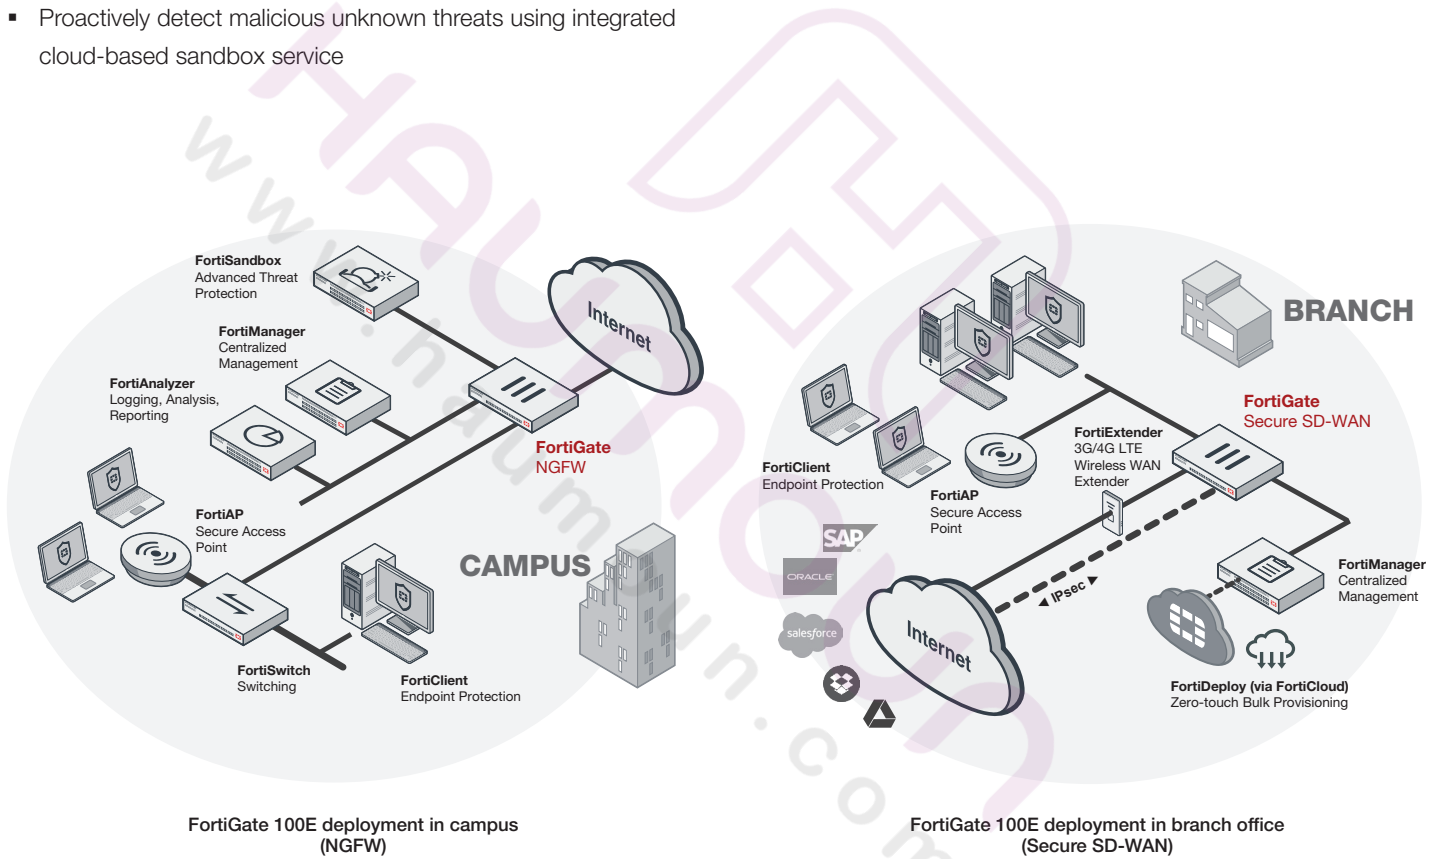 ▪ Proactively detect malicious unknown threats using integrated
cloud-based sandbox service
FortiSandbox
Advanced Threat
Protection
FortiManager
Centralized
Management
FortiAnalyzer
Logging, Analysis,
Reporting
Internet
FortiGate
NGFW
FortiAP
Secure Access
Point
CAMPUS
FortiSwitch
Switching
FortiClient
Endpoint Protection
FortiGate 100E deployment in campus
(NGFW)
BRANCH
FortiGate
Secure SD-WAN
FortiExtender
3G/4G LTE
Wireless WAN
Extender
FortiClient
Endpoint Protection
FortiAP
Secure Access
Point
SAP
ORACLE
salesforce
Internet
◄ IPsec ►
FortiManager
Centralized
Management
FortiDeploy (via FortiCloud)
Zero-touch Bulk Provisioning
FortiGate 100E deployment in branch office
(Secure SD-WAN)
HAUMOUN
www.haumoun.com